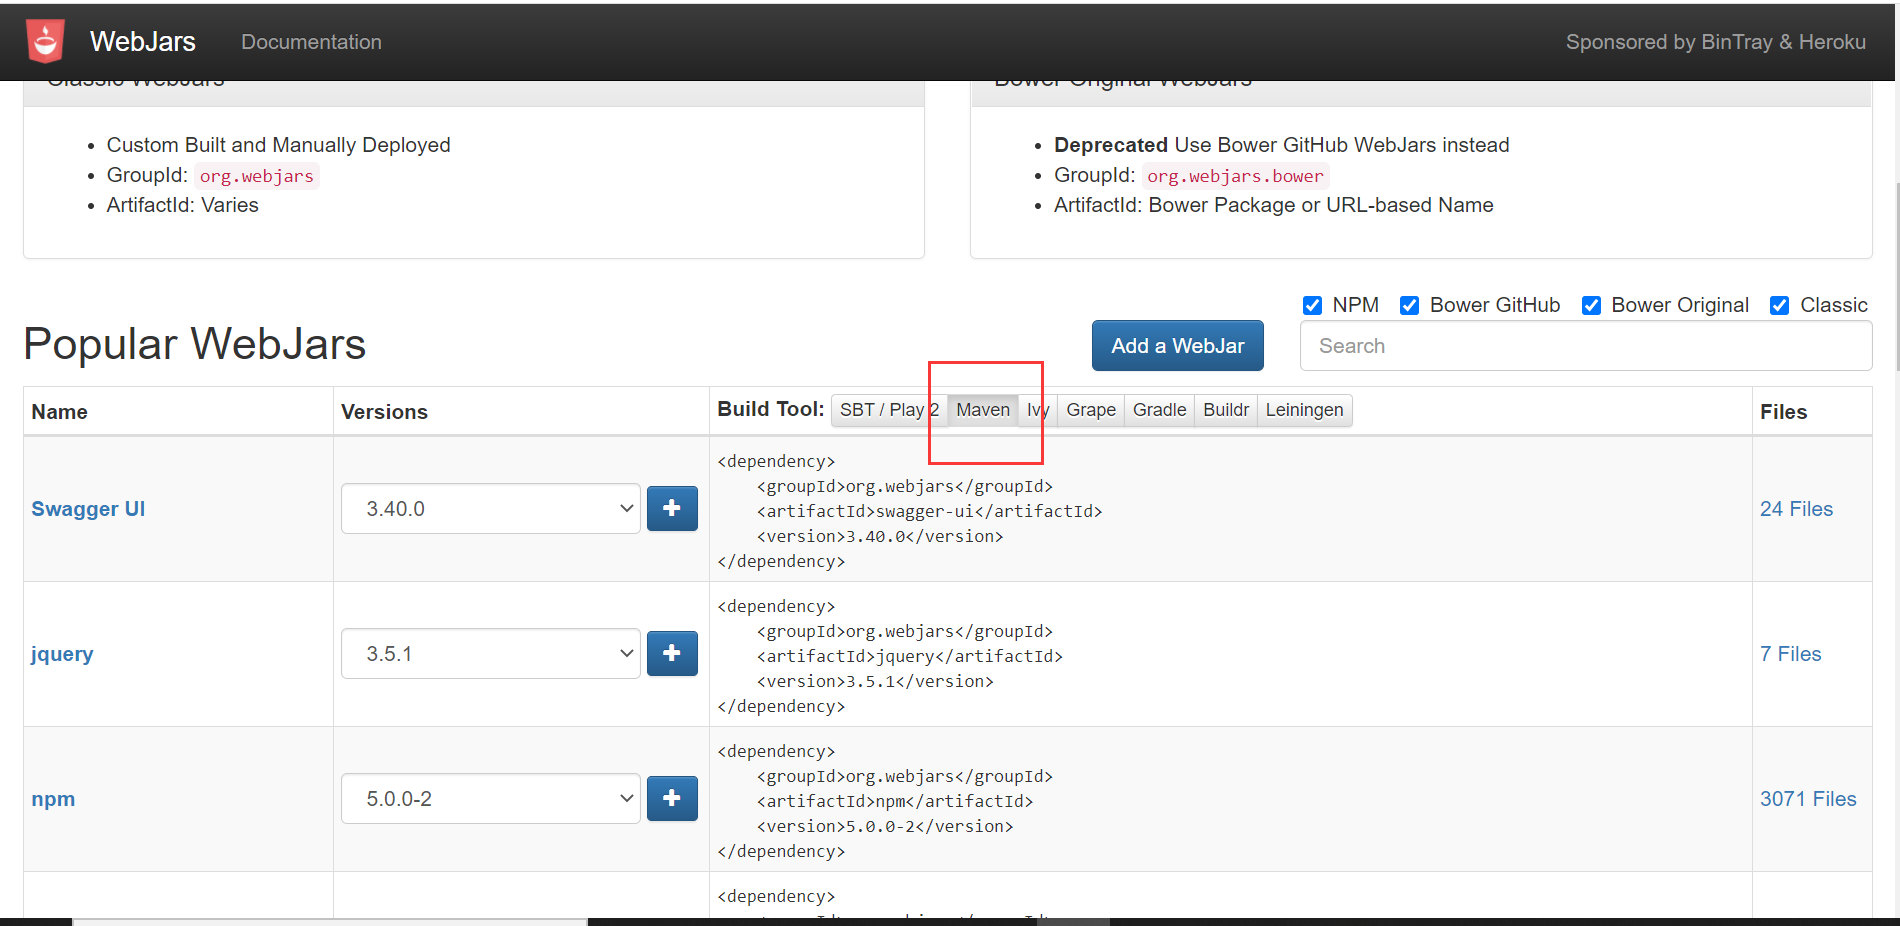 WebJars Documentation Sponsored by BinTray & Heroku
Classic WebJars
Custom Built and Manually Deployed
GroupId: org.webjars
ArtifactId: Varies
Bower Original WebJars
Deprecated Use Bower GitHub WebJars instead
GroupId: org.webjars.bower
ArtifactId: Bower Package or URL-based Name
NPM Bower GitHub Bower Original Classic
Popular WebJars Add a WebJar Search
Name Versions Build Tool: SBT / Play 2 Maven Ivy Grape Gradle Buildr Leiningen Files
Swagger UI 3.40.0
<dependency>
    <groupId>org.webjars</groupId>
    <artifactId>swagger-ui</artifactId>
    <version>3.40.0</version>
</dependency>
24 Files
jquery 3.5.1
<dependency>
    <groupId>org.webjars</groupId>
    <artifactId>jquery</artifactId>
    <version>3.5.1</version>
</dependency>
7 Files
npm 5.0.0-2
<dependency>
    <groupId>org.webjars</groupId>
    <artifactId>npm</artifactId>
    <version>5.0.0-2</version>
</dependency>
3071 Files
<dependency>